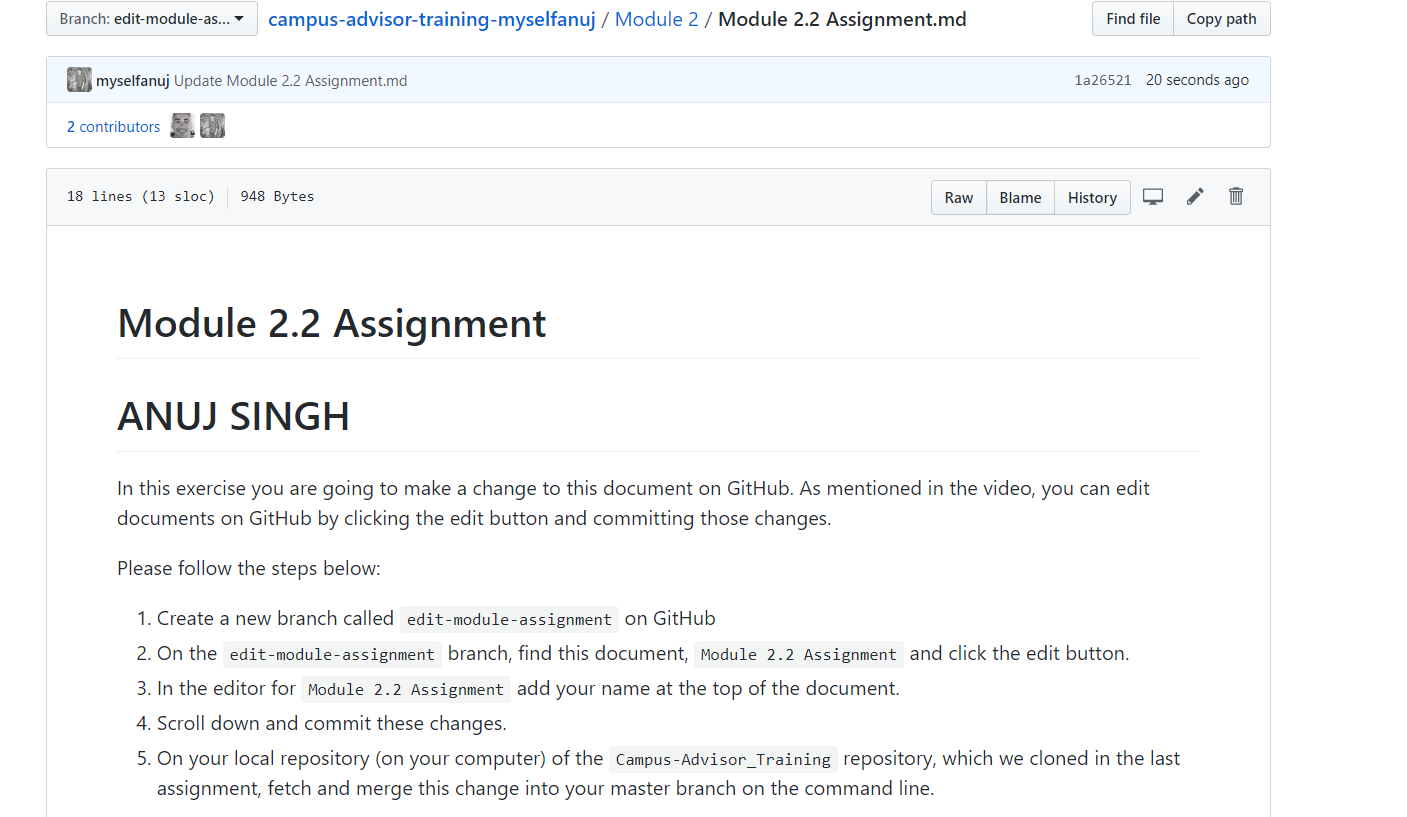 Branch: edit-module-as... campus-advisor-training-myselfanuj / Module 2 / Module 2.2 Assignment.md Find file Copy path
myselfanuj Update Module 2.2 Assignment.md 1a26521 20 seconds ago
2 contributors
18 lines (13 sloc) 948 Bytes Raw Blame History
Module 2.2 Assignment
ANUJ SINGH
In this exercise you are going to make a change to this document on GitHub. As mentioned in the video, you can edit
documents on GitHub by clicking the edit button and committing those changes.
Please follow the steps below:
1. Create a new branch called edit-module-assignment on GitHub
2. On the edit-module-assignment branch, find this document, Module 2.2 Assignment and click the edit button.
3. In the editor for Module 2.2 Assignment add your name at the top of the document.
4. Scroll down and commit these changes.
5. On your local repository (on your computer) of the Campus-Advisor_Training repository, which we cloned in the last
assignment, fetch and merge this change into your master branch on the command line.